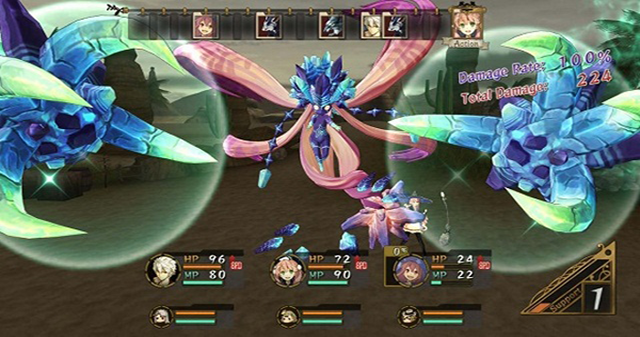 Action
Damage Rate: 100%
Total Damage: 224
HP 96
MP 80
HP 72
MP 90
0%
HP 24
MP 22
Support 1